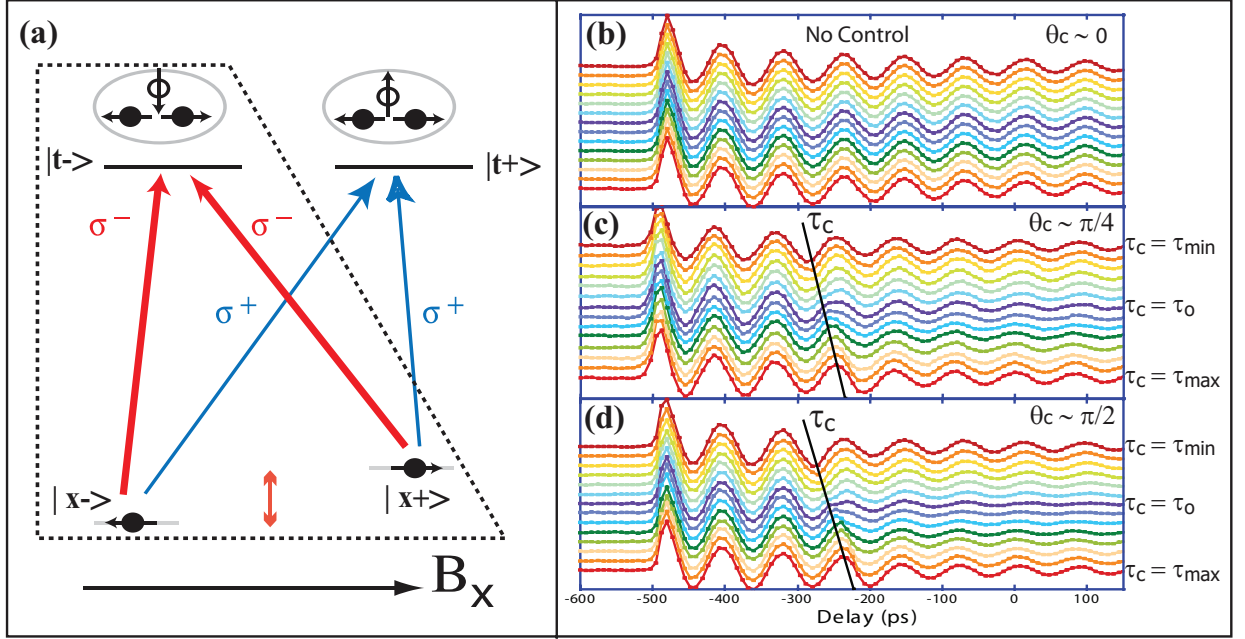 (a)
|t->
|t+>
σ⁻
σ⁻
σ⁺
σ⁺
| x->
| x+>
Bx
(b)
No Control
θc ~ 0
(c)
τc
θc ~ π/4
τc = τmin
τc = τo
τc = τmax
(d)
τc
θc ~ π/2
τc = τmin
τc = τo
τc = τmax
-600 -500 -400 -300 -200 -100 0 100
Delay (ps)